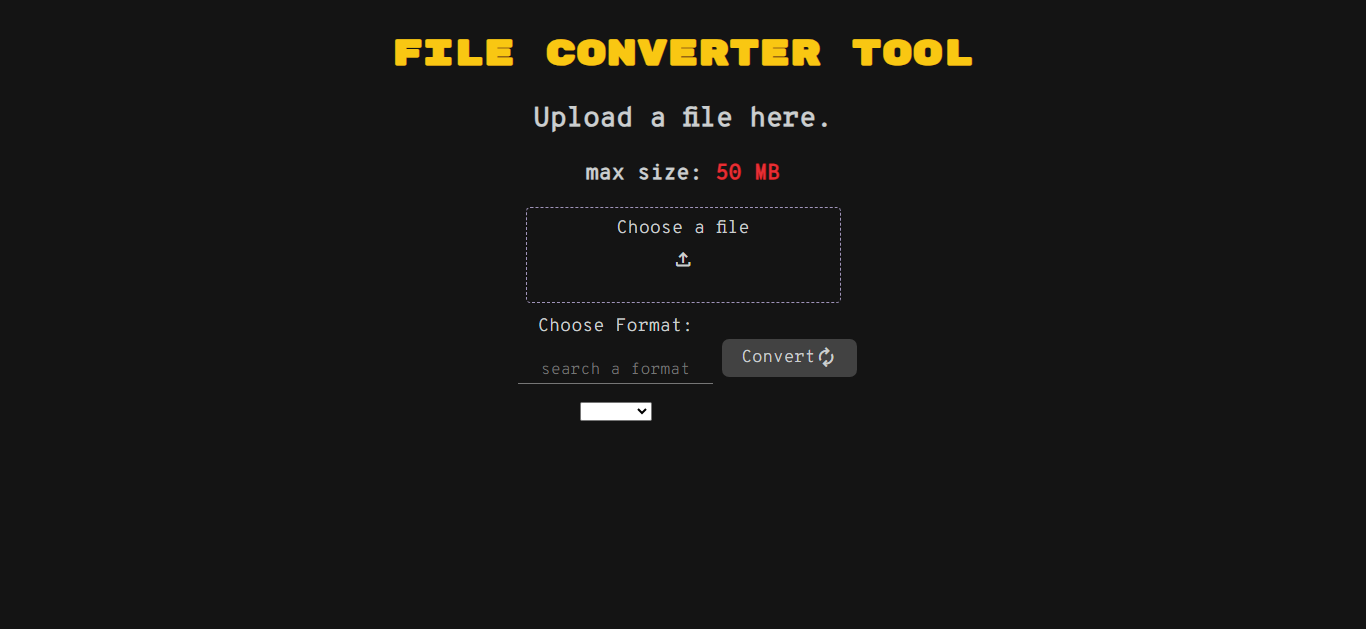 FILE CONVERTER TOOL
Upload a file here.
max size: 50 MB
Choose a file
Choose Format:
Convert
search a format